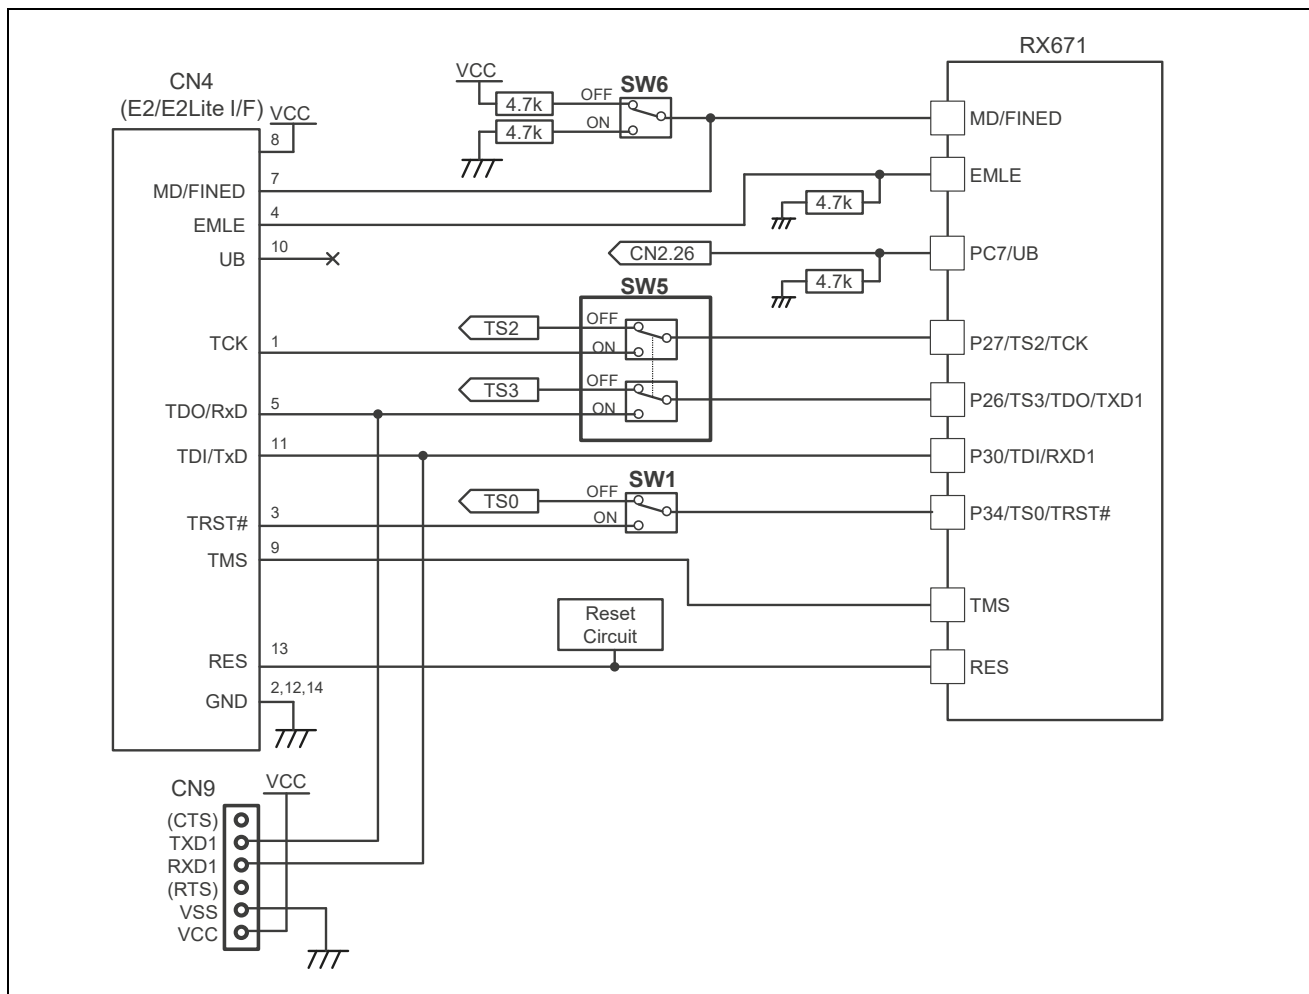 RX671
CN4
(E2/E2Lite I/F)
VCC
8
MD/FINED
7
EMLE
4
UB
10
TCK
1
TDO/RxD
5
TDI/TxD
11
TRST#
3
TMS
9
RES
13
GND
2,12,14
VCC
4.7k
4.7k
OFF
ON
SW6
4.7k
CN2.26
4.7k
SW5
TS2
OFF
ON
TS3
OFF
ON
SW1
TS0
OFF
ON
Reset
Circuit
MD/FINED
EMLE
PC7/UB
P27/TS2/TCK
P26/TS3/TDO/TXD1
P30/TDI/RXD1
P34/TS0/TRST#
TMS
RES
CN9
VCC
(CTS)
TXD1
RXD1
(RTS)
VSS
VCC